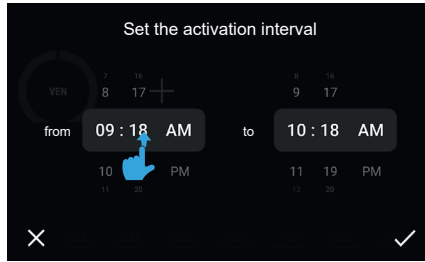 Set the activation interval
7 16 8 16
VEN 8 17 9 17
from 09 : 18 AM to 10 : 18 AM
10 PM 11 19 PM
11 20 12 20